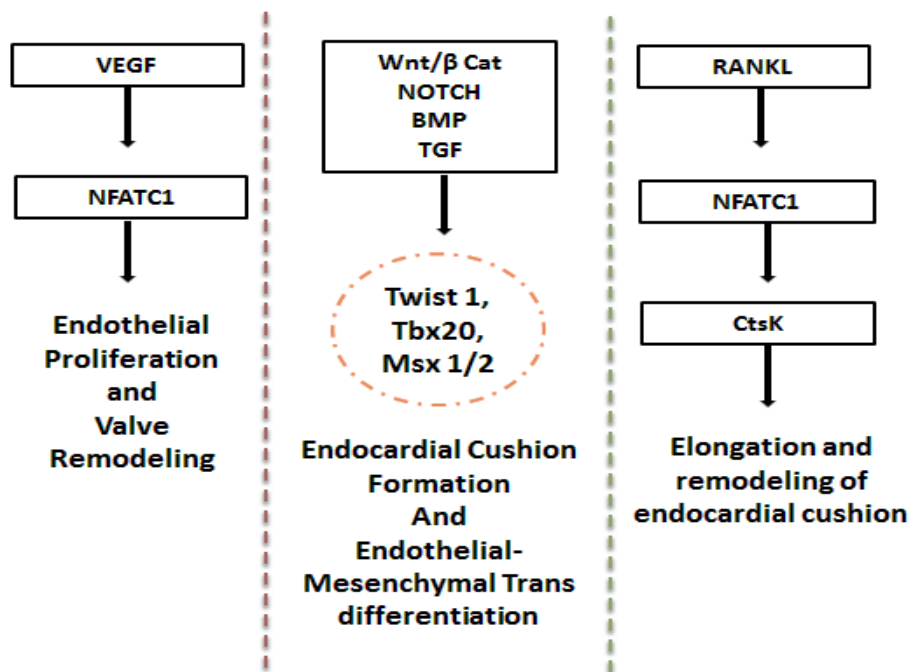 VEGF
NFATC1
Endothelial
Proliferation
and
Valve
Remodeling
Wnt/β Cat
NOTCH
BMP
TGF
Twist 1,
Tbx20,
Msx 1/2
Endocardial Cushion
Formation
And
Endothelial-
Mesenchymal Trans
differentiation
RANKL
NFATC1
CtsK
Elongation and
remodeling of
endocardial cushion